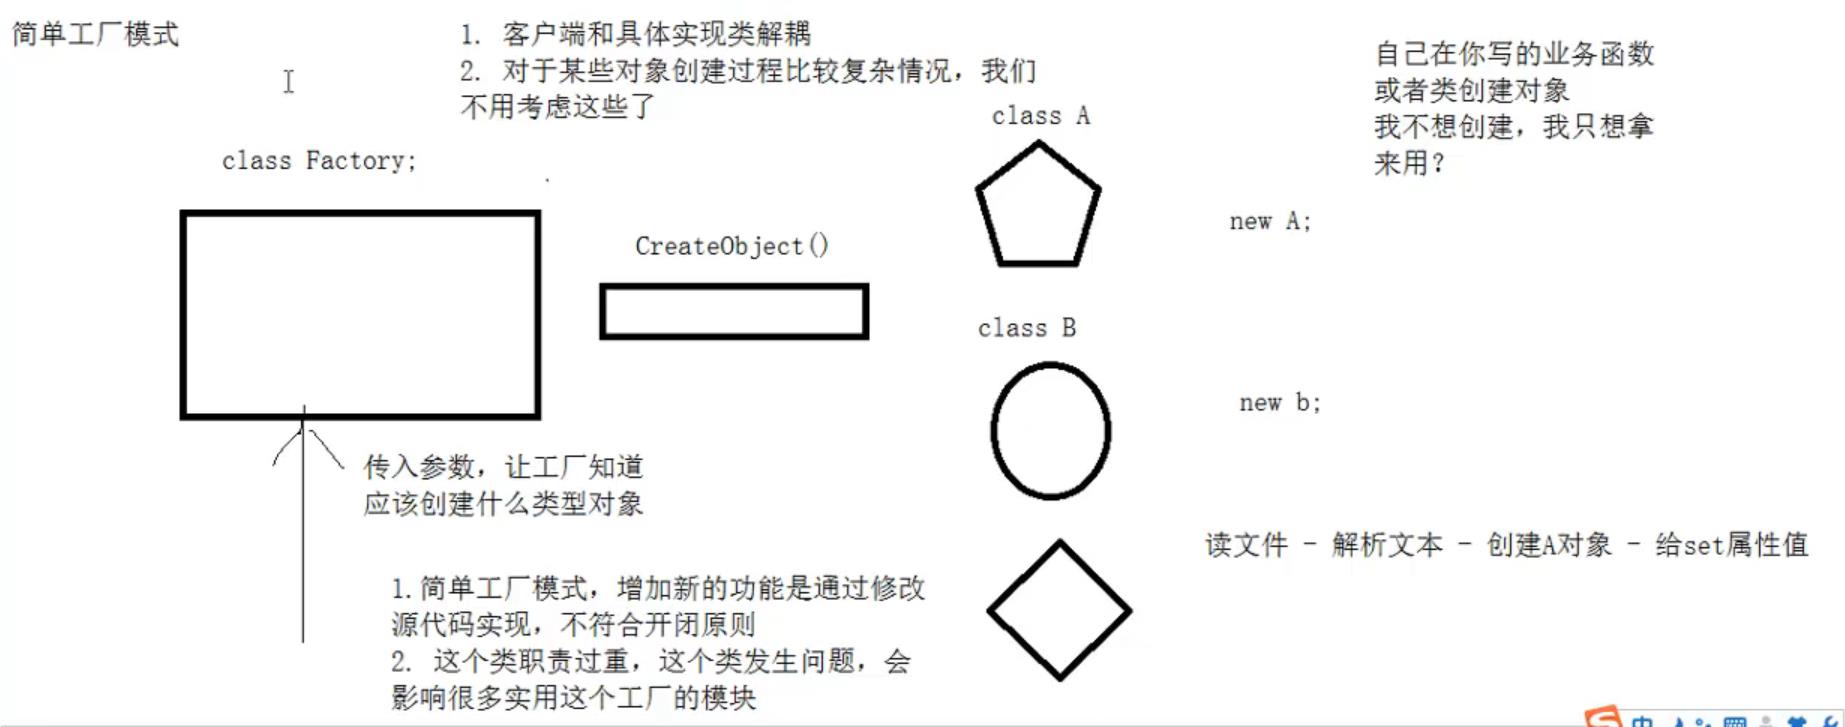 简单工厂模式
1. 客户端和具体实现类解耦
2. 对于某些对象创建过程比较复杂情况，我们
不用考虑这些了
自己在你写的业务函数
或者类创建对象
我不想创建，我只想拿
来用？
class Factory;
CreateObject()
class A
new A;
class B
new b;
传入参数，让工厂知道
应该创建什么类型对象
读文件 - 解析文本 - 创建A对象 - 给set属性值
1.简单工厂模式，增加新的功能是通过修改
源代码实现，不符合开闭原则
2. 这个类职责过重，这个类发生问题，会
影响很多实用这个工厂的模块